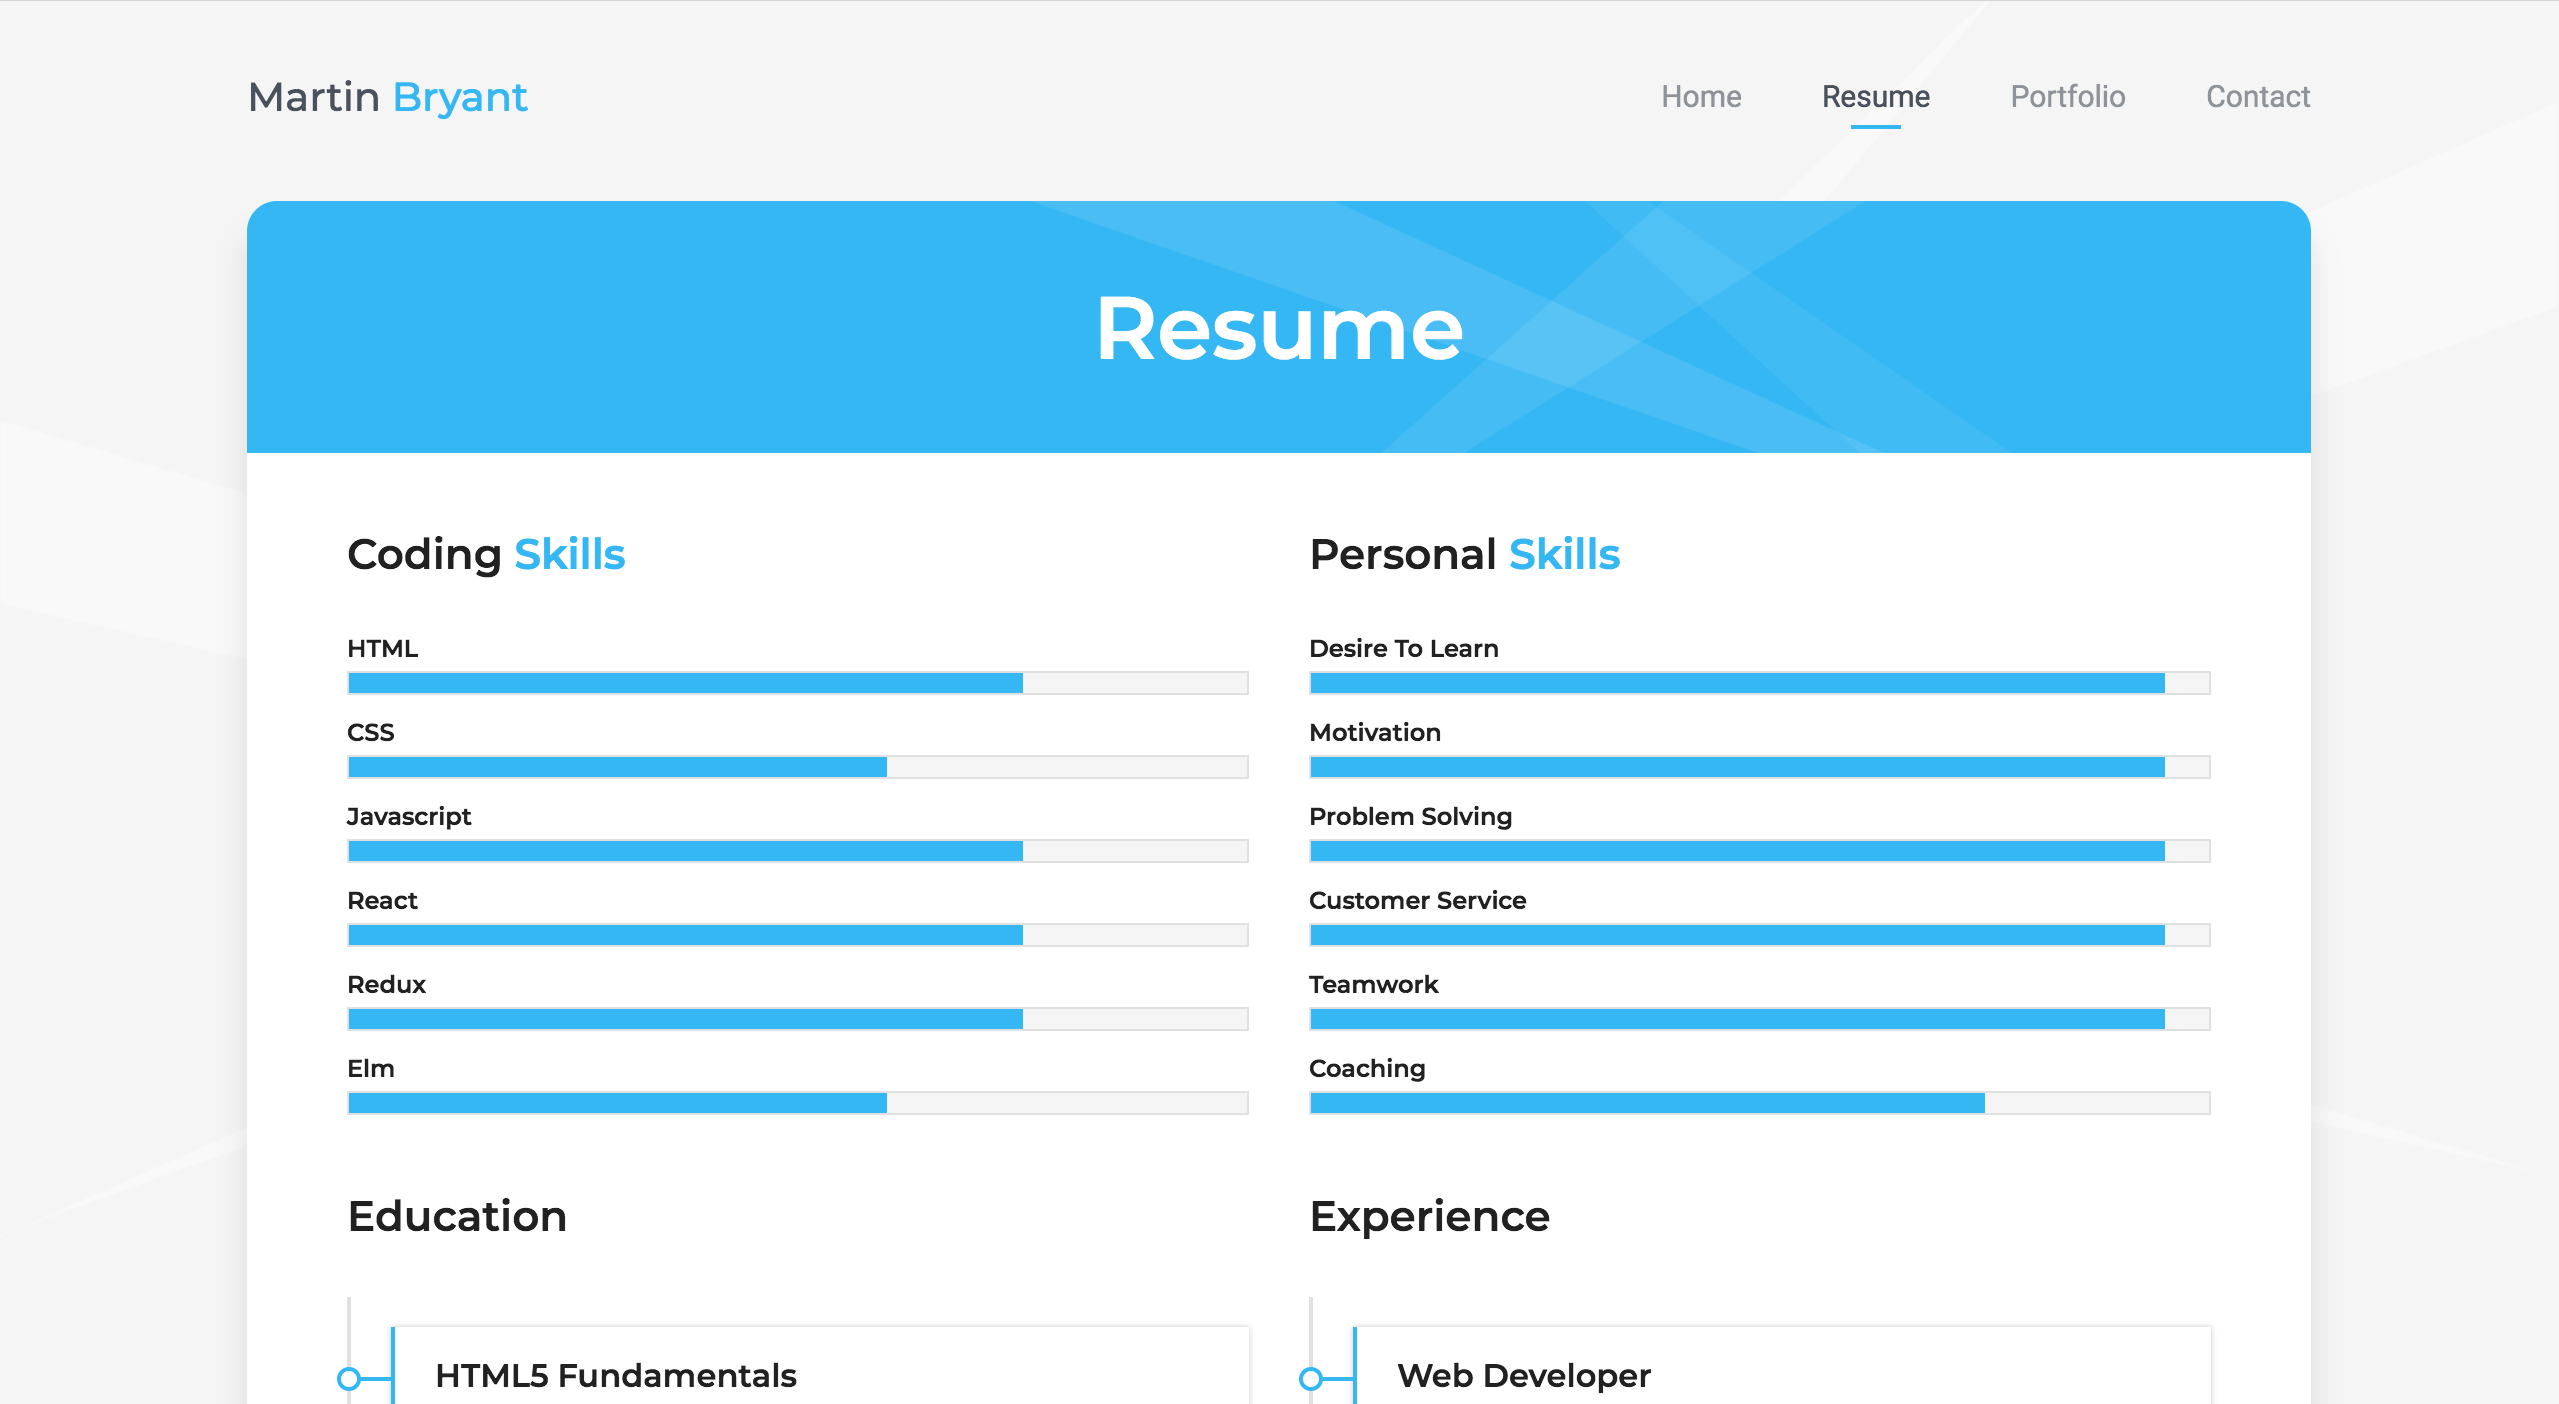 Martin Bryant
Home Resume Portfolio Contact
Resume
Coding Skills
HTML
CSS
Javascript
React
Redux
Elm
Personal Skills
Desire To Learn
Motivation
Problem Solving
Customer Service
Teamwork
Coaching
Education
HTML5 Fundamentals
Experience
Web Developer